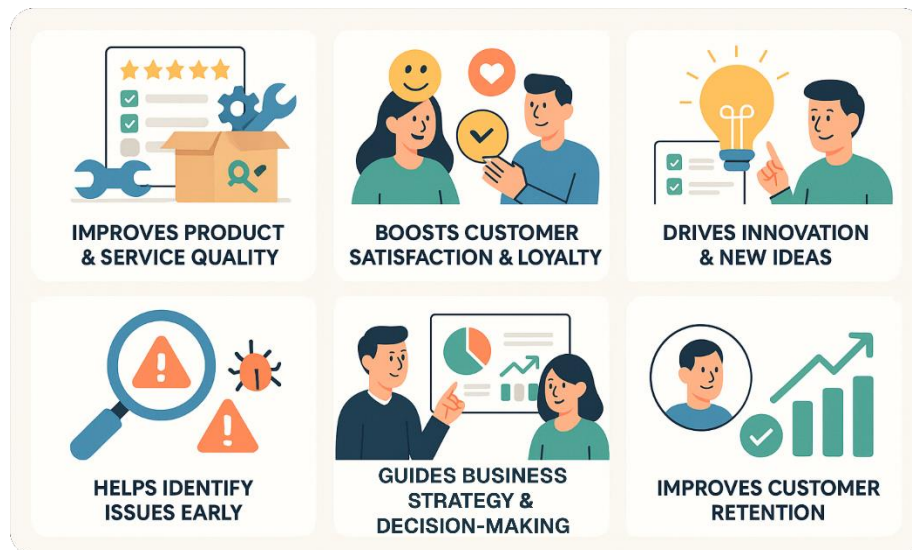 IMPROVES PRODUCT
& SERVICE QUALITY
BOOSTS CUSTOMER
SATISFACTION & LOYALTY
DRIVES INNOVATION
& NEW IDEAS
HELPS IDENTIFY
ISSUES EARLY
GUIDES BUSINESS
STRATEGY &
DECISION-MAKING
IMPROVES CUSTOMER
RETENTION